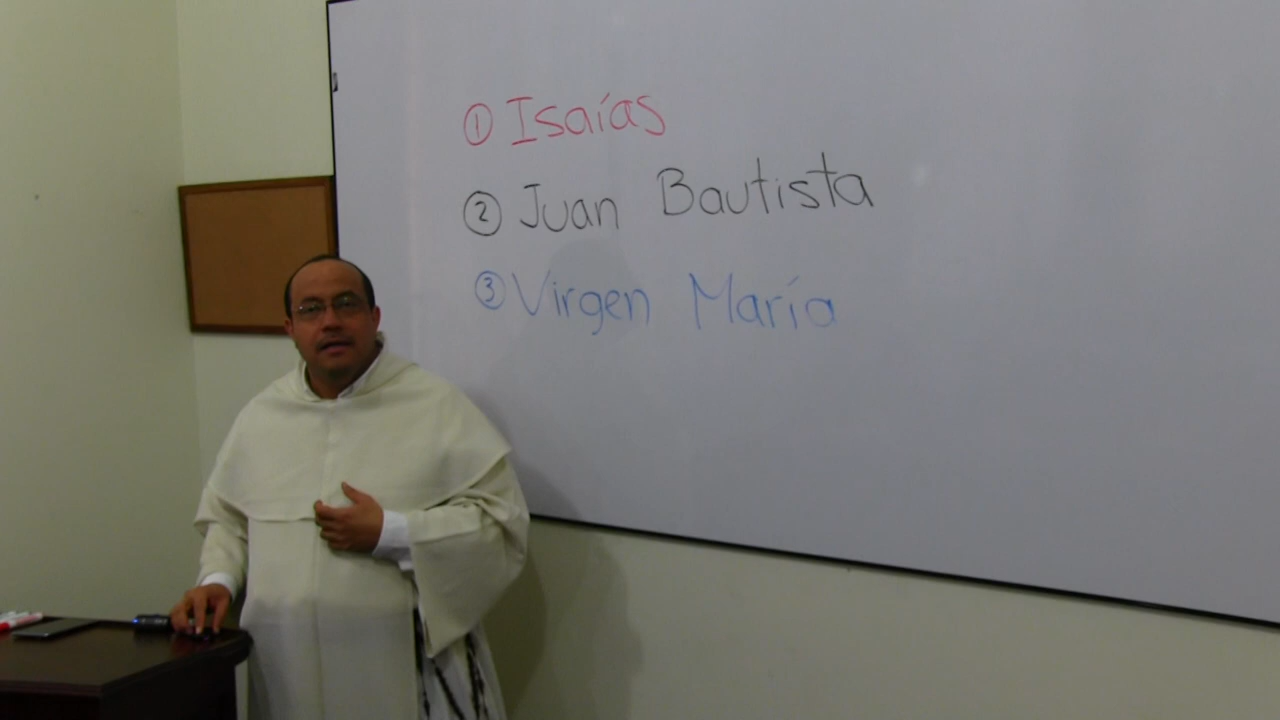 ① Isaías
② Juan Bautista
③ Virgen María